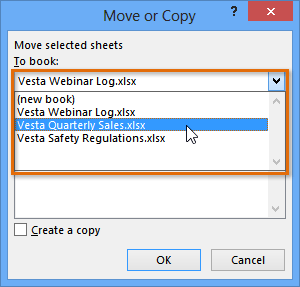 Move or Copy
?
Move selected sheets
To book:
Vesta Webinar Log.xlsx
(new book)
Vesta Webinar Log.xlsx
Vesta Quarterly Sales.xlsx
Vesta Safety Regulations.xlsx
Create a copy
OK
Cancel